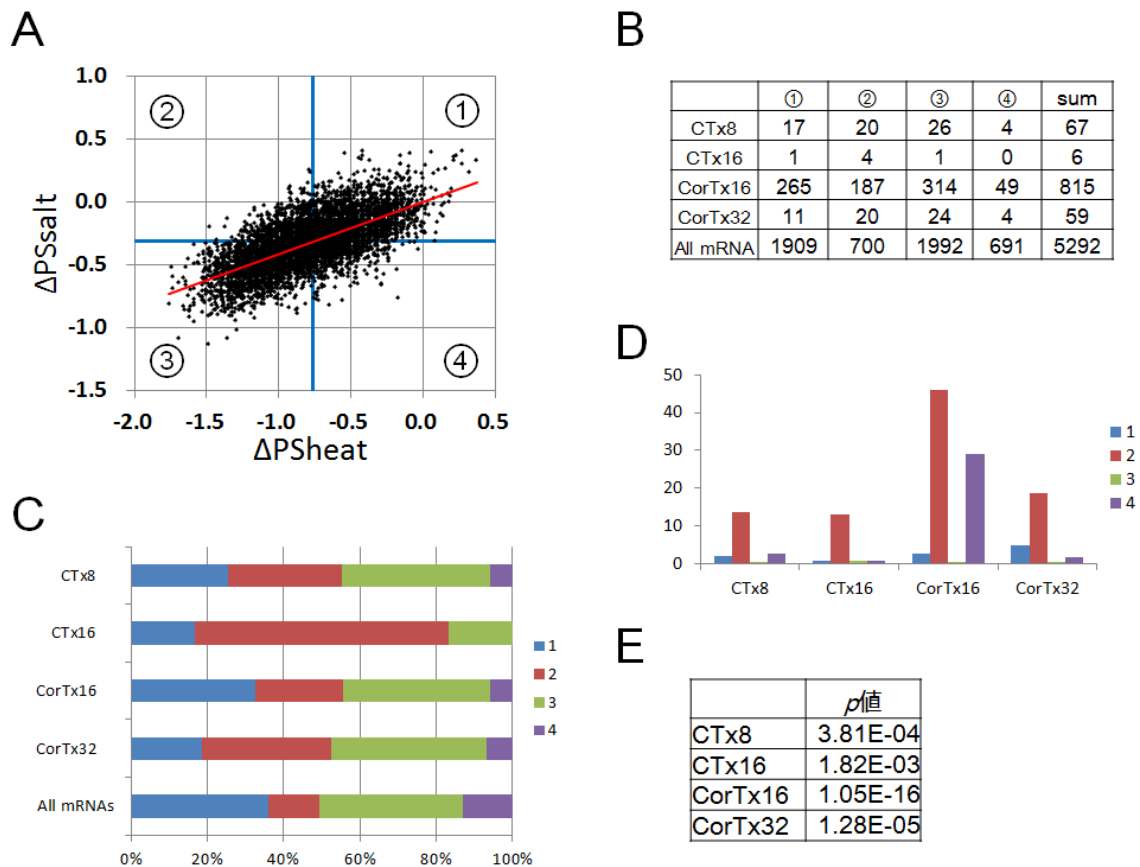 A
1.0
0.5
0.0
-0.5
-1.0
-1.5
ΔPSsalt
② ①
③ ④
-2.0 -1.5 -1.0 -0.5 0.0 0.5
ΔPSheat
B
① ② ③ ④ sum
CTx8 17 20 26 4 67
CTx16 1 4 1 0 6
CorTx16 265 187 314 49 815
CorTx32 11 20 24 4 59
All mRNA 1909 700 1992 691 5292
C
CTx8
CTx16
CorTx16
CorTx32
All mRNAs
0% 20% 40% 60% 80% 100%
1
2
3
4
D
50
40
30
20
10
0
CTx8 CTx16 CorTx16 CorTx32
1
2
3
4
E
p値
CTx8 3.81E-04
CTx16 1.82E-03
CorTx16 1.05E-16
CorTx32 1.28E-05